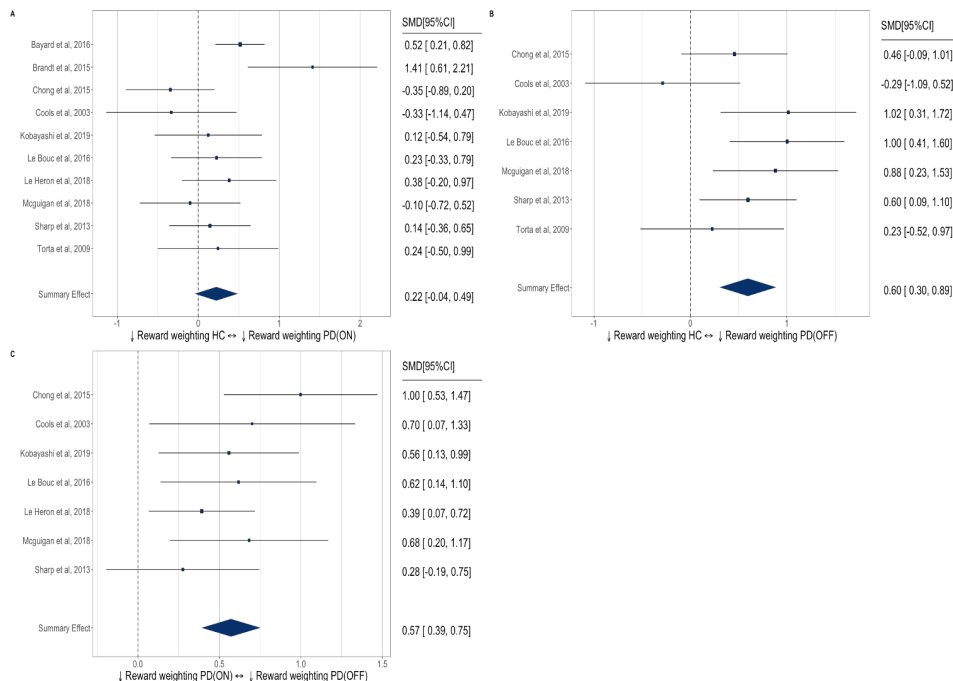 A
SMD[95%CI]
Bayard et al, 2016 0.52 [ 0.21, 0.82]
Brandt et al, 2015 1.41 [ 0.61, 2.21]
Chong et al, 2015 -0.35 [-0.89, 0.20]
Cools et al, 2003 -0.33 [-1.14, 0.47]
Kobayashi et al, 2019 0.12 [-0.54, 0.79]
Le Bouc et al, 2016 0.23 [-0.33, 0.79]
Le Heron et al, 2018 0.38 [-0.20, 0.97]
Mcguigan et al, 2018 -0.10 [-0.72, 0.52]
Sharp et al, 2013 0.14 [-0.36, 0.65]
Torta et al, 2009 0.24 [-0.50, 0.99]
Summary Effect 0.22 [-0.04, 0.49]
-1 0 1 2
↓ Reward weighting HC ↔ ↓ Reward weighting PD(ON)
B
SMD[95%CI]
Chong et al, 2015 0.46 [-0.09, 1.01]
Cools et al, 2003 -0.29 [-1.09, 0.52]
Kobayashi et al, 2019 1.02 [ 0.31, 1.72]
Le Bouc et al, 2016 1.00 [ 0.41, 1.60]
Mcguigan et al, 2018 0.88 [ 0.23, 1.53]
Sharp et al, 2013 0.60 [ 0.09, 1.10]
Torta et al, 2009 0.23 [-0.52, 0.97]
Summary Effect 0.60 [ 0.30, 0.89]
-1 0 1
↓ Reward weighting HC ↔ ↓ Reward weighting PD(OFF)
C
SMD[95%CI]
Chong et al, 2015 1.00 [ 0.53, 1.47]
Cools et al, 2003 0.70 [ 0.07, 1.33]
Kobayashi et al, 2019 0.56 [ 0.13, 0.99]
Le Bouc et al, 2016 0.62 [ 0.14, 1.10]
Le Heron et al, 2018 0.39 [ 0.07, 0.72]
Mcguigan et al, 2018 0.68 [ 0.20, 1.17]
Sharp et al, 2013 0.28 [-0.19, 0.75]
Summary Effect 0.57 [ 0.39, 0.75]
0.0 0.5 1.0 1.5
↓ Reward weighting PD(ON) ↔ ↓ Reward weighting PD(OFF)